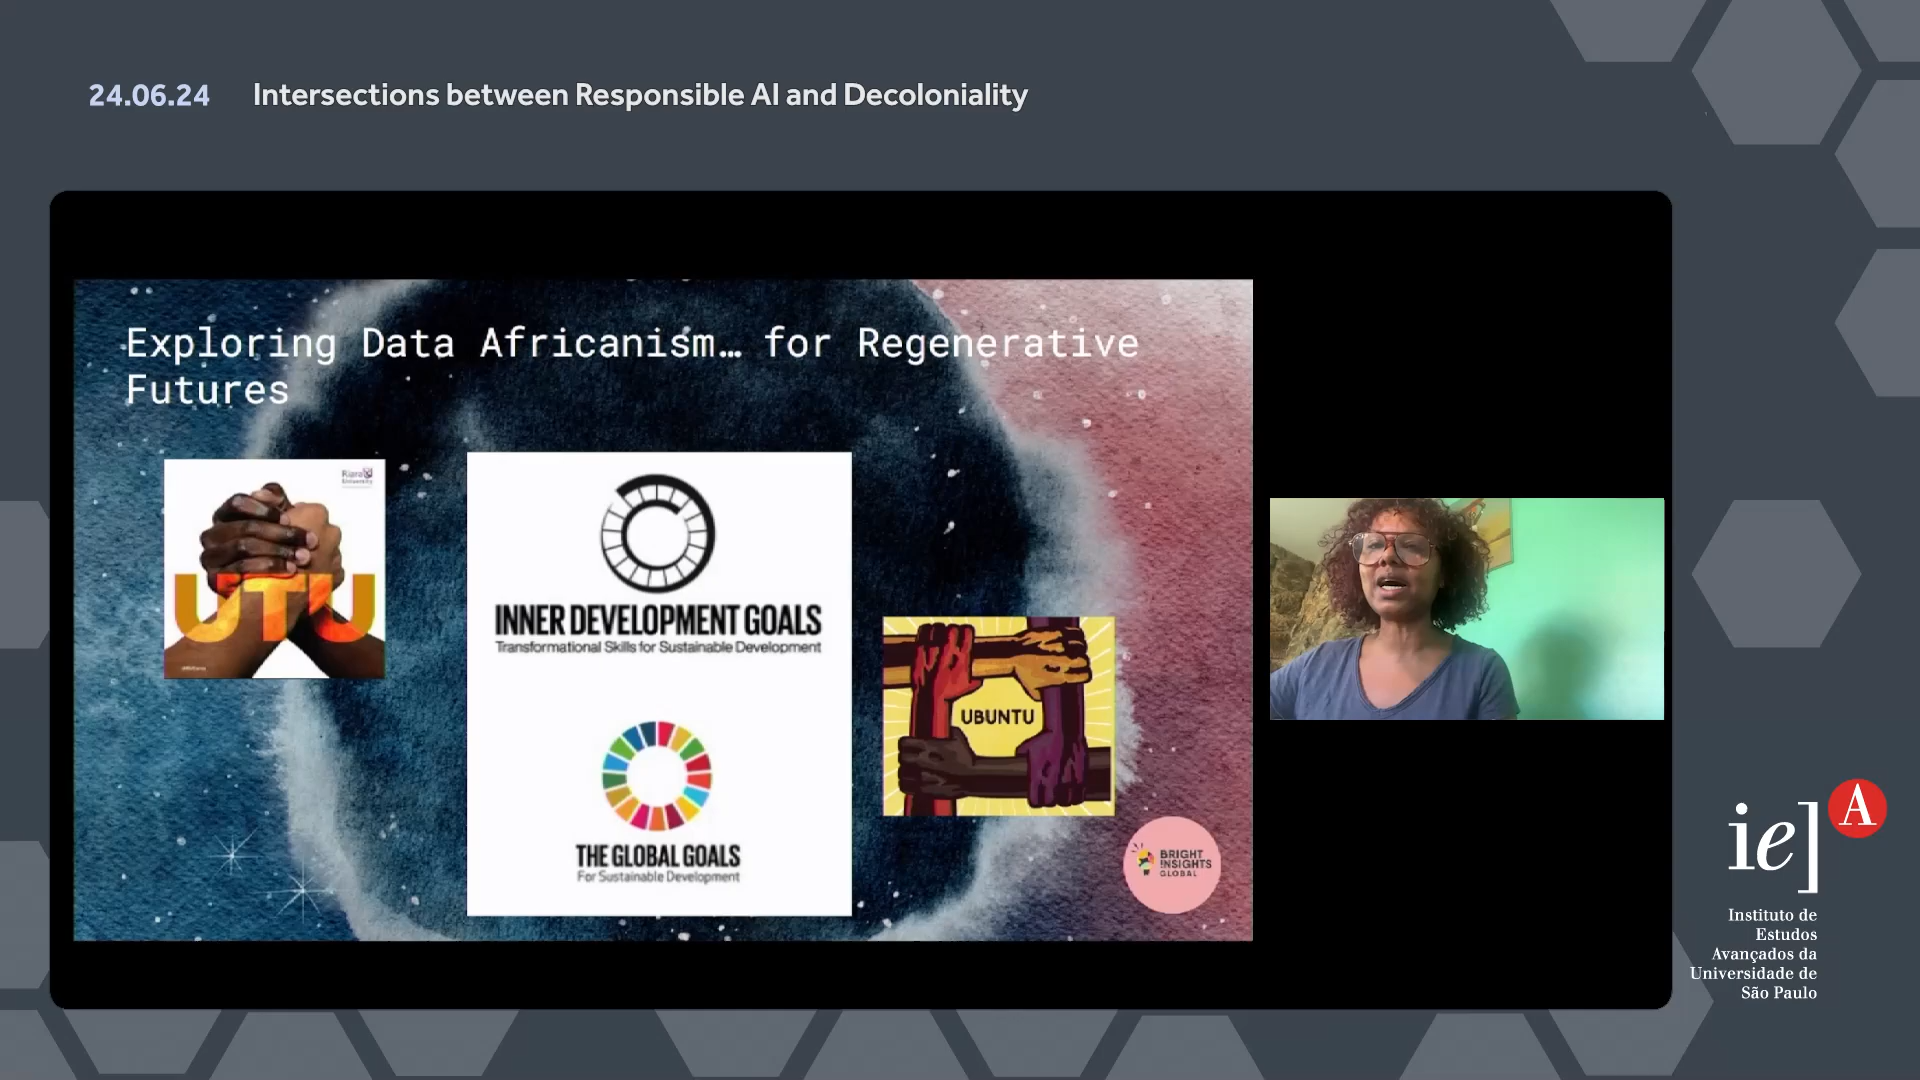 24.06.24 Intersections between Responsible AI and Decoloniality
Exploring Data Africanism… for Regenerative
Futures
Riara
University
UTU
INNER DEVELOPMENT GOALS
Transformational Skills for Sustainable Development
THE GLOBAL GOALS
For Sustainable Development
UBUNTU
BRIGHT
INSIGHTS
GLOBAL
ie] A
Instituto de
Estudos
Avançados da
Universidade de
São Paulo